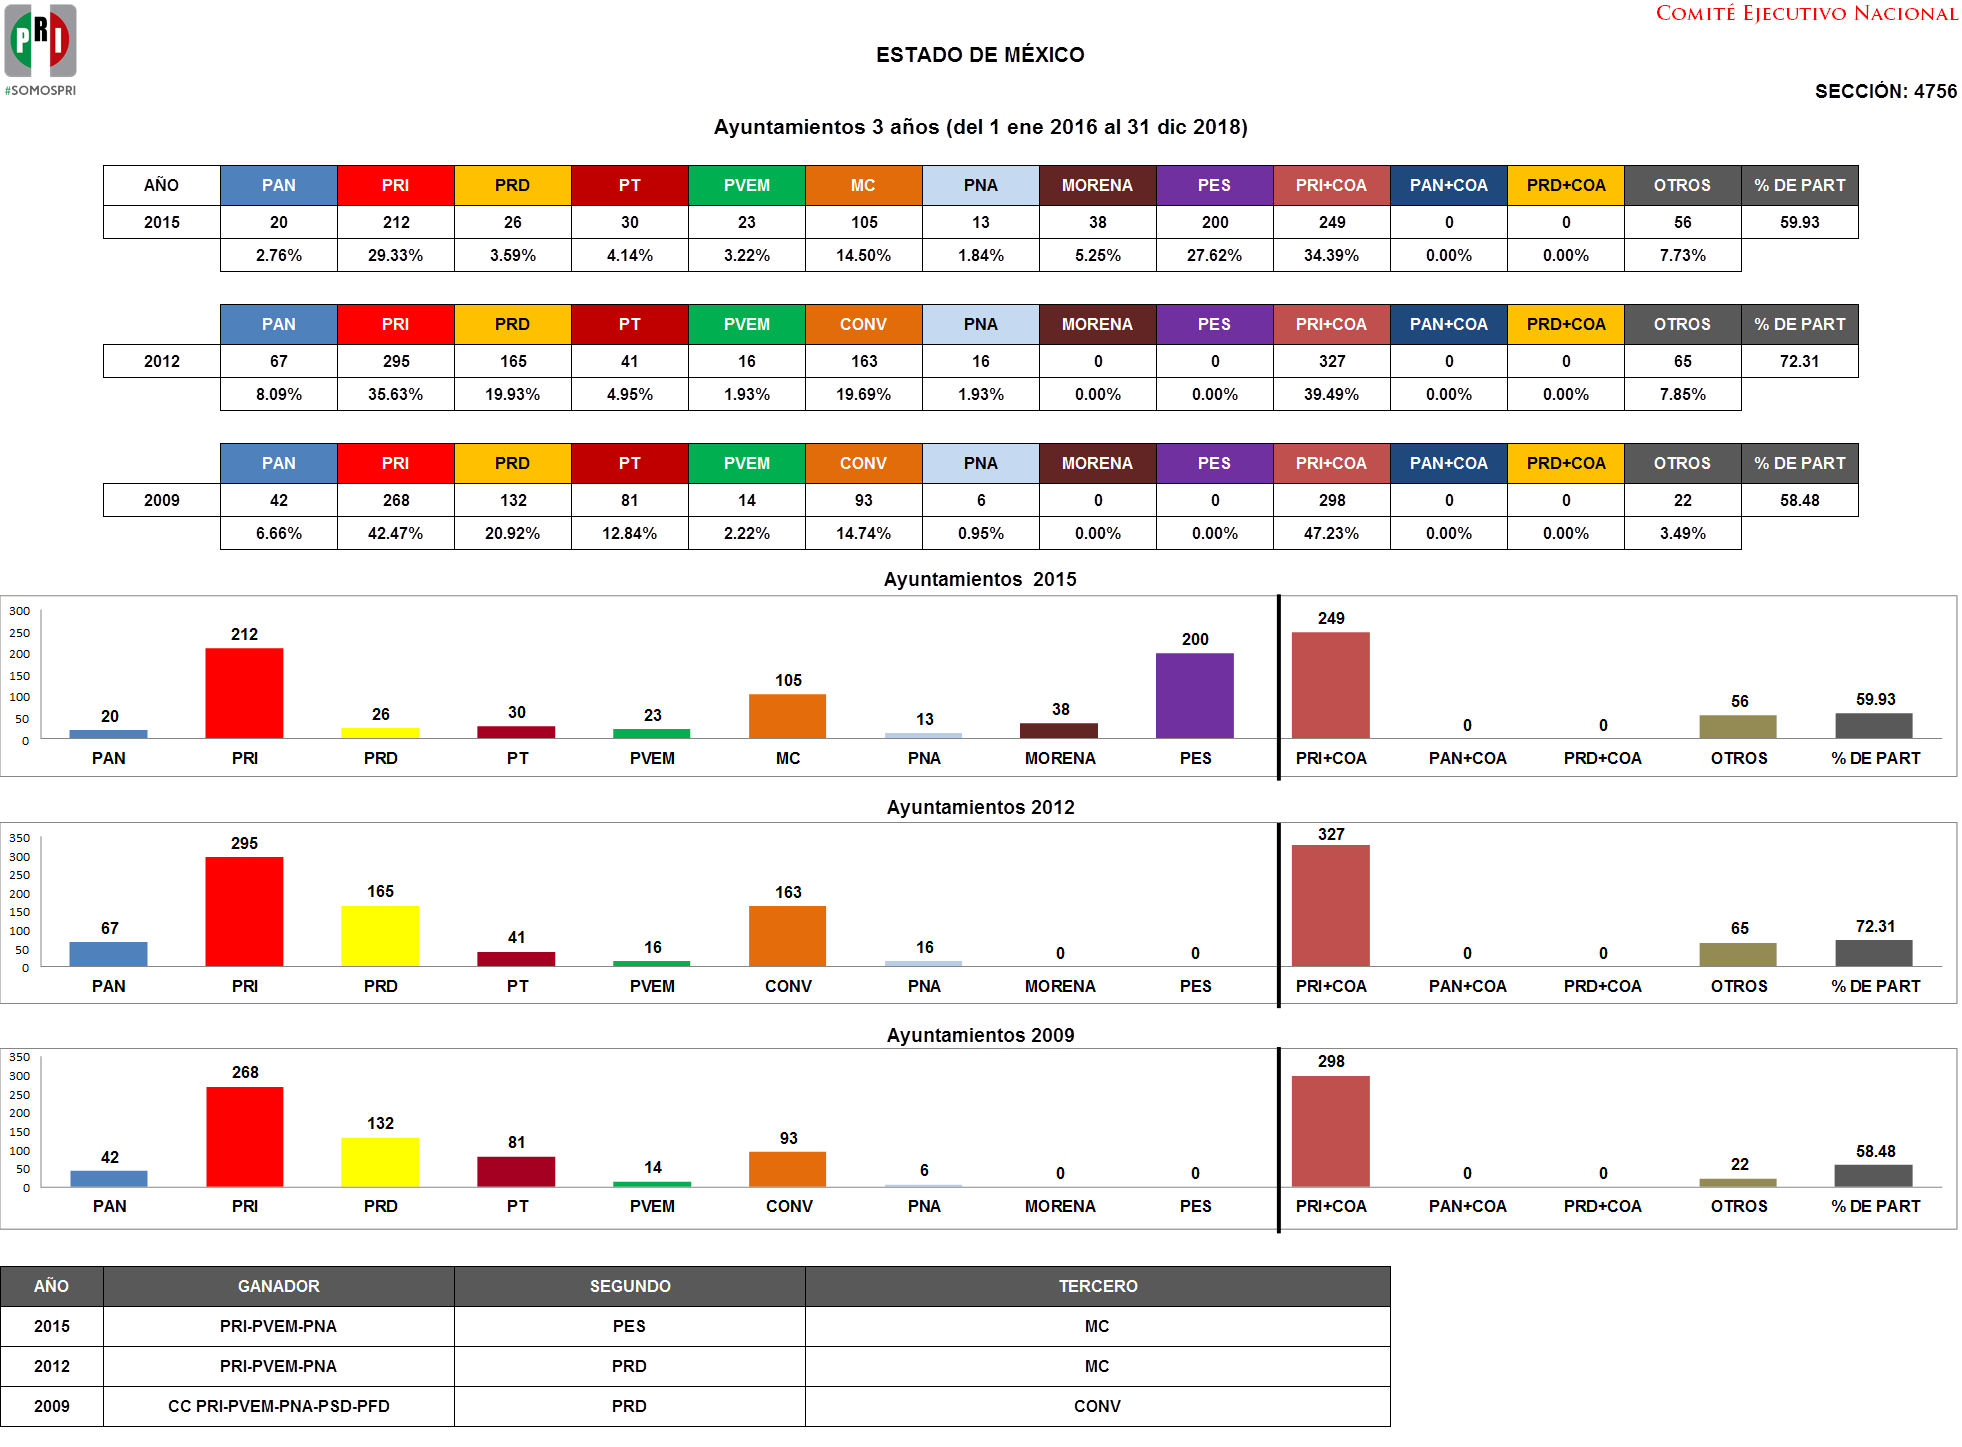 PRI
#SOMOSPRI
COMITÉ EJECUTIVO NACIONAL
ESTADO DE MÉXICO
SECCIÓN: 4756
Ayuntamientos 3 años (del 1 ene 2016 al 31 dic 2018)
AÑO PAN PRI PRD PT PVEM MC PNA MORENA PES PRI+COA PAN+COA PRD+COA OTROS % DE PART
2015 20 212 26 30 23 105 13 38 200 249 0 0 56 59.93
2.76% 29.33% 3.59% 4.14% 3.22% 14.50% 1.84% 5.25% 27.62% 34.39% 0.00% 0.00% 7.73%
PAN PRI PRD PT PVEM CONV PNA MORENA PES PRI+COA PAN+COA PRD+COA OTROS % DE PART
2012 67 295 165 41 16 163 16 0 0 327 0 0 65 72.31
8.09% 35.63% 19.93% 4.95% 1.93% 19.69% 1.93% 0.00% 0.00% 39.49% 0.00% 0.00% 7.85%
PAN PRI PRD PT PVEM CONV PNA MORENA PES PRI+COA PAN+COA PRD+COA OTROS % DE PART
2009 42 268 132 81 14 93 6 0 0 298 0 0 22 58.48
6.66% 42.47% 20.92% 12.84% 2.22% 14.74% 0.95% 0.00% 0.00% 47.23% 0.00% 0.00% 3.49%
Ayuntamientos 2015
300
250
200
150
100
50
0
20 212 26 30 23 105 13 38 200 249 0 0 56 59.93
PAN PRI PRD PT PVEM MC PNA MORENA PES PRI+COA PAN+COA PRD+COA OTROS % DE PART
Ayuntamientos 2012
350
300
250
200
150
100
50
0
67 295 165 41 16 163 16 0 0 327 0 0 65 72.31
PAN PRI PRD PT PVEM CONV PNA MORENA PES PRI+COA PAN+COA PRD+COA OTROS % DE PART
Ayuntamientos 2009
350
300
250
200
150
100
50
0
42 268 132 81 14 93 6 0 0 298 0 0 22 58.48
PAN PRI PRD PT PVEM CONV PNA MORENA PES PRI+COA PAN+COA PRD+COA OTROS % DE PART
AÑO GANADOR SEGUNDO TERCERO
2015 PRI-PVEM-PNA PES MC
2012 PRI-PVEM-PNA PRD MC
2009 CC PRI-PVEM-PNA-PSD-PFD PRD CONV